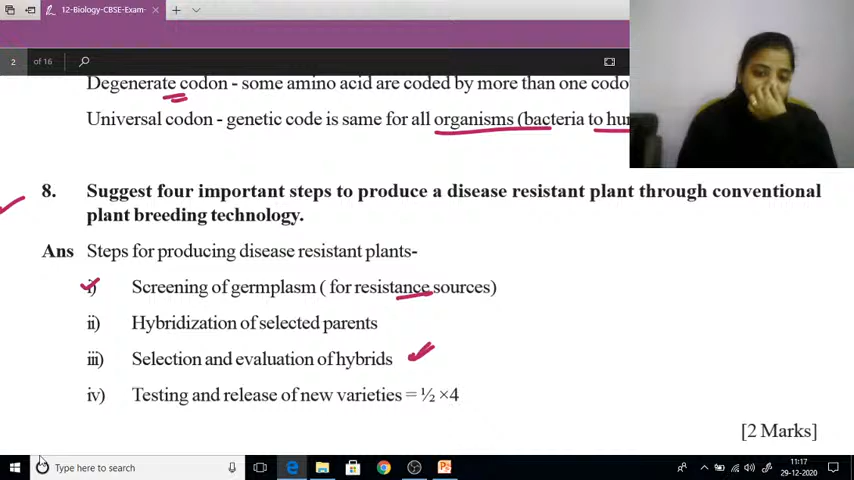 12-Biology-CBSE-Exam-
2 of 16
Degenerate codon - some amino acid are coded by more than one codo
Universal codon - genetic code is same for all organisms (bacteria to hu
8. Suggest four important steps to produce a disease resistant plant through conventional
plant breeding technology.
Ans Steps for producing disease resistant plants-
i) Screening of germplasm ( for resistance sources)
ii) Hybridization of selected parents
iii) Selection and evaluation of hybrids
iv) Testing and release of new varieties = ½ ×4
[2 Marks]
Type here to search
11:17
29-12-2020